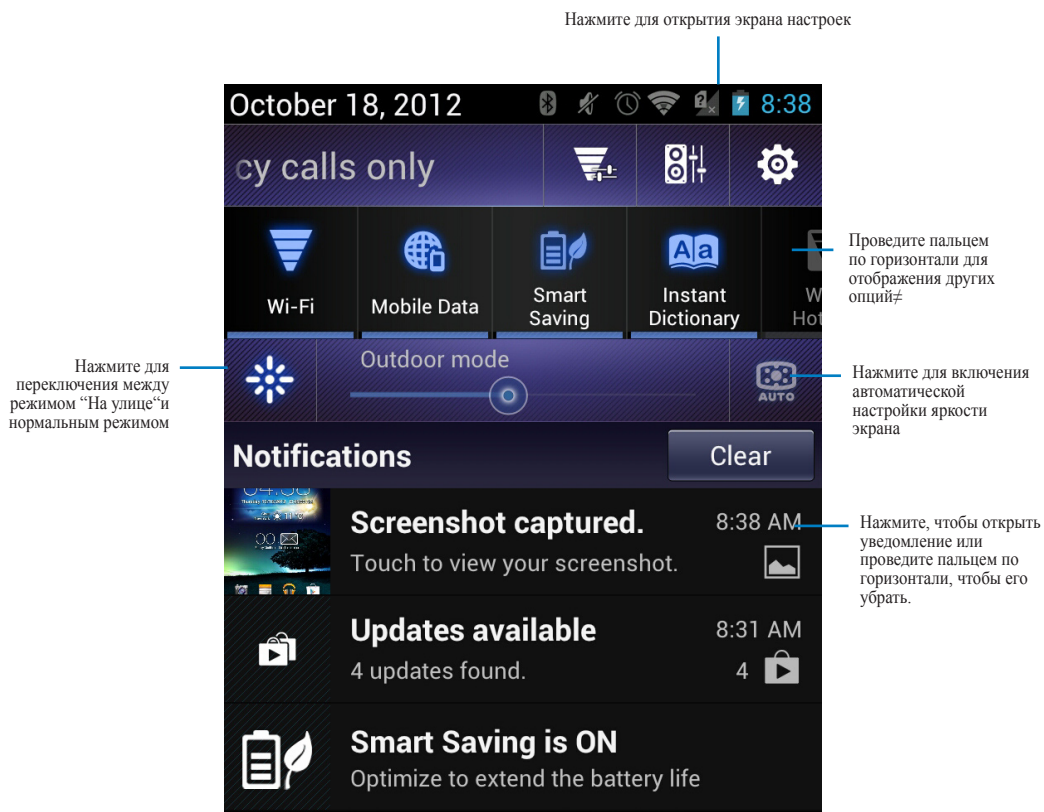 Нажмите для открытия экрана настроек
October 18, 2012
8:38
cy calls only
Wi-Fi
Mobile Data
Smart
Saving
Aa
Instant
Dictionary
W
Hot
Проведите пальцем
по горизонтали для
отображения других
опций≠
Нажмите для
переключения между
режимом “На улице“и
нормальным режимом
Outdoor mode
AUTO
Нажмите для включения
автоматической
настройки яркости
экрана
Notifications
Clear
Screenshot captured.
8:38 AM
Touch to view your screenshot.
Нажмите, чтобы открыть
уведомление или
проведите пальцем по
горизонтали, чтобы его
убрать.
Updates available
8:31 AM
4 updates found.
4
Smart Saving is ON
Optimize to extend the battery life